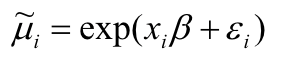 μ̃ᵢ = exp(xᵢβ + εᵢ)